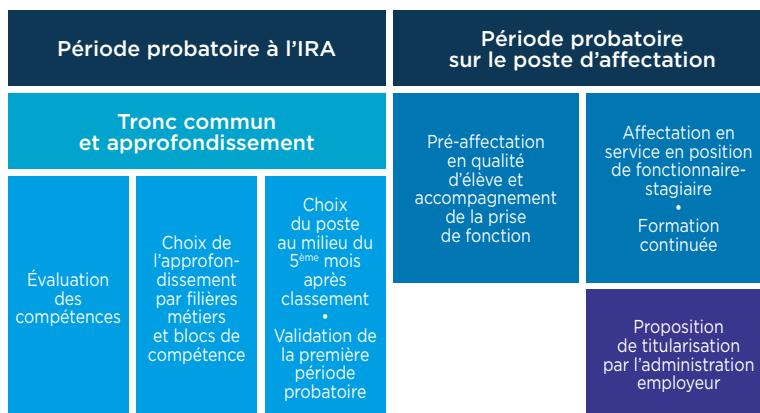 Période probatoire à l’IRA
Tronc commun
et approfondissement
Évaluation
des
compétences
Choix de
l’approfon-
dissement
par filières
métiers
et blocs de
compétence
Choix
du poste
au milieu du
5ème mois
après
classement
•
Validation de
la première
période
probatoire
Période probatoire
sur le poste d’affectation
Pré-affectation
en qualité
d’élève et
accompagnement
de la prise
de fonction
Affectation en
service en position
de fonctionnaire-
stagiaire
•
Formation
continuée
Proposition
de titularisation
par l’administration
employeur